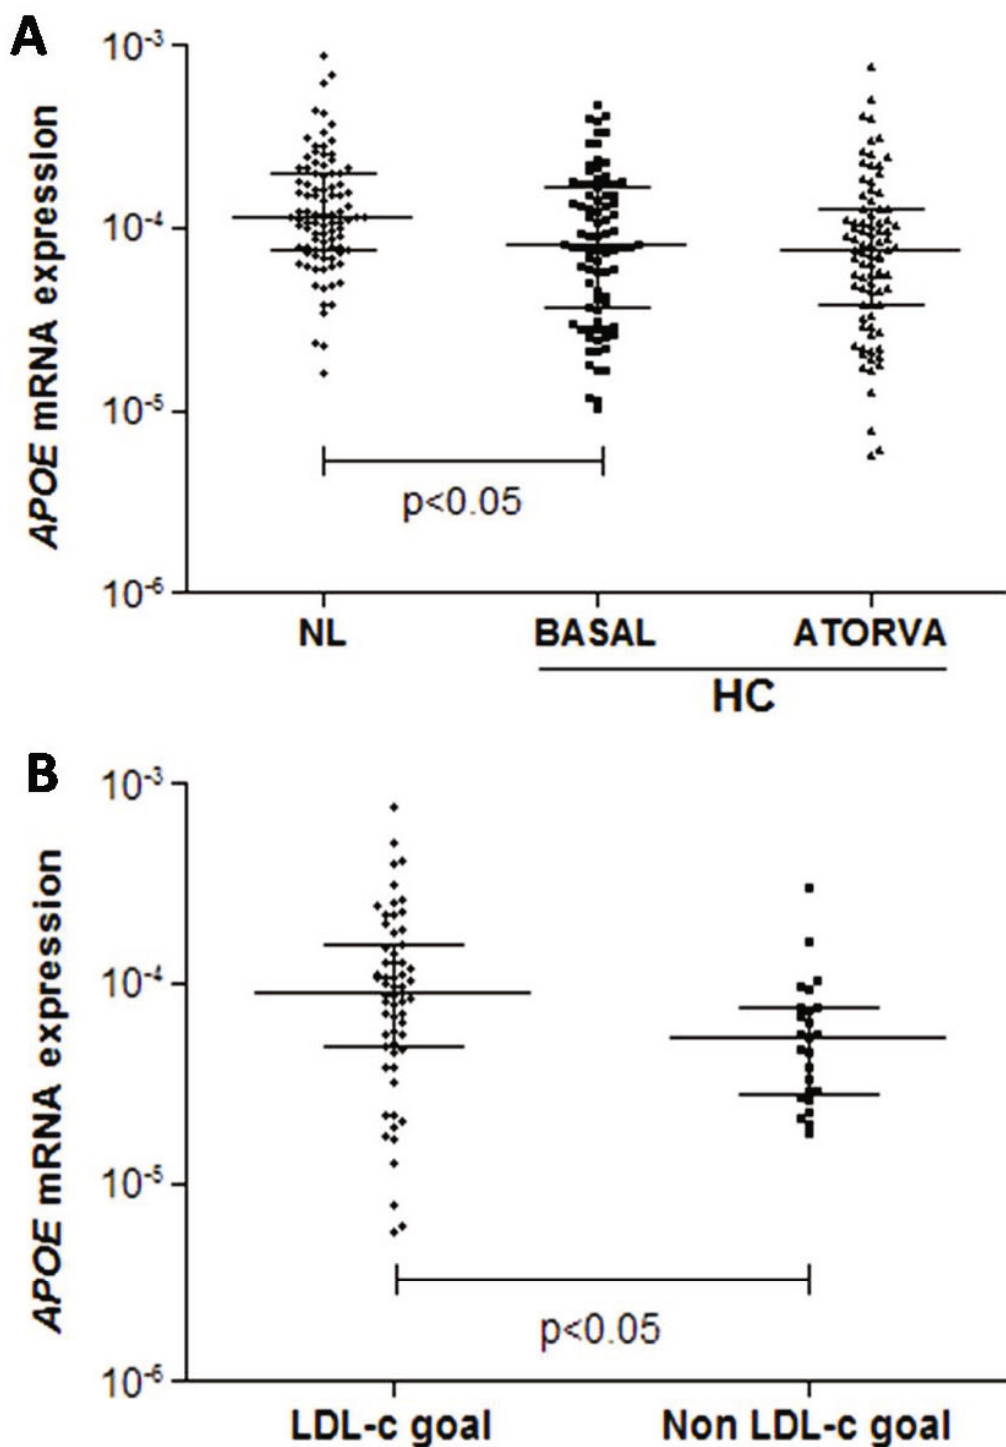 A
APOE mRNA expression
10⁻³
10⁻⁴
10⁻⁵
10⁻⁶
p<0.05
NL BASAL ATORVA
HC
B
APOE mRNA expression
10⁻³
10⁻⁴
10⁻⁵
10⁻⁶
p<0.05
LDL-c goal Non LDL-c goal